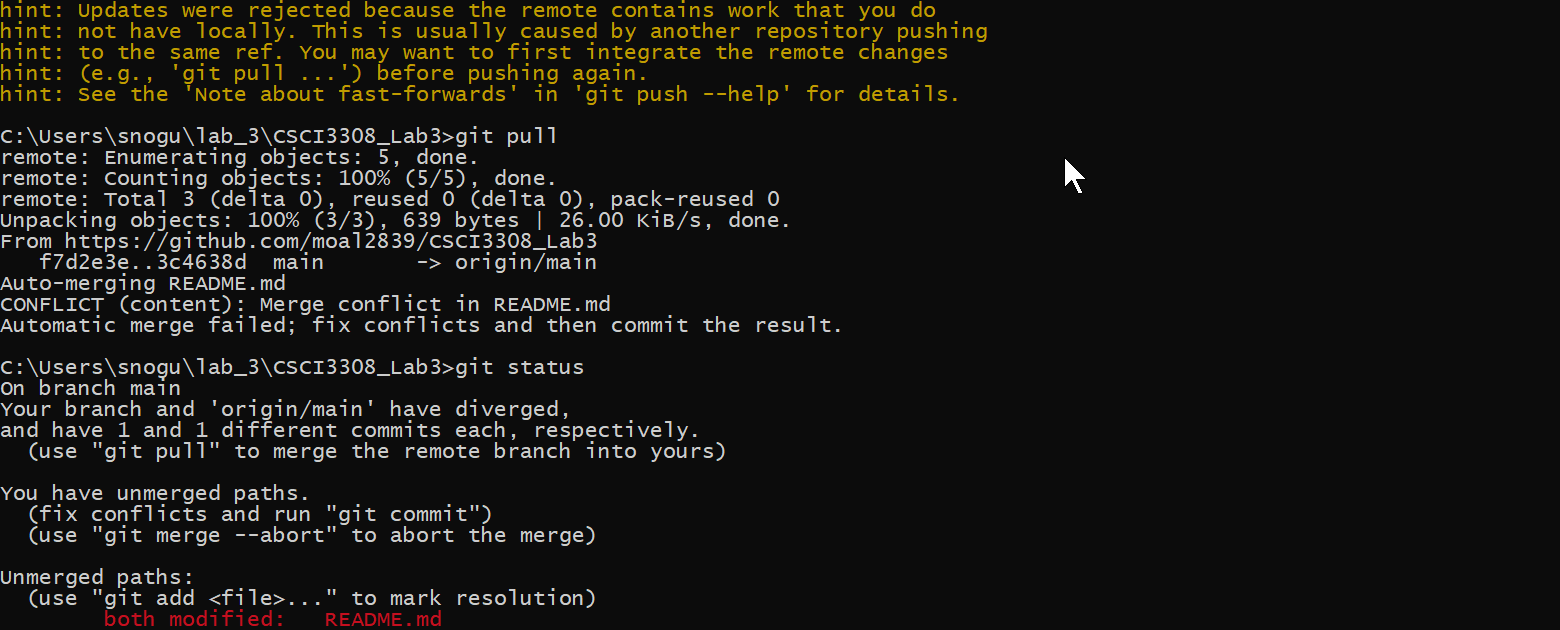 hint: Updates were rejected because the remote contains work that you do
hint: not have locally. This is usually caused by another repository pushing
hint: to the same ref. You may want to first integrate the remote changes
hint: (e.g., 'git pull ...') before pushing again.
hint: See the 'Note about fast-forwards' in 'git push --help' for details.
C:\Users\snogu\lab_3\CSCI3308_Lab3>git pull
remote: Enumerating objects: 5, done.
remote: Counting objects: 100% (5/5), done.
remote: Total 3 (delta 0), reused 0 (delta 0), pack-reused 0
Unpacking objects: 100% (3/3), 639 bytes | 26.00 KiB/s, done.
From https://github.com/moal2839/CSCI3308_Lab3
   f7d2e3e..3c4638d  main       -> origin/main
Auto-merging README.md
CONFLICT (content): Merge conflict in README.md
Automatic merge failed; fix conflicts and then commit the result.
C:\Users\snogu\lab_3\CSCI3308_Lab3>git status
On branch main
Your branch and 'origin/main' have diverged,
and have 1 and 1 different commits each, respectively.
  (use "git pull" to merge the remote branch into yours)
You have unmerged paths.
  (fix conflicts and run "git commit")
  (use "git merge --abort" to abort the merge)
Unmerged paths:
  (use "git add <file>..." to mark resolution)
        both modified:   README.md